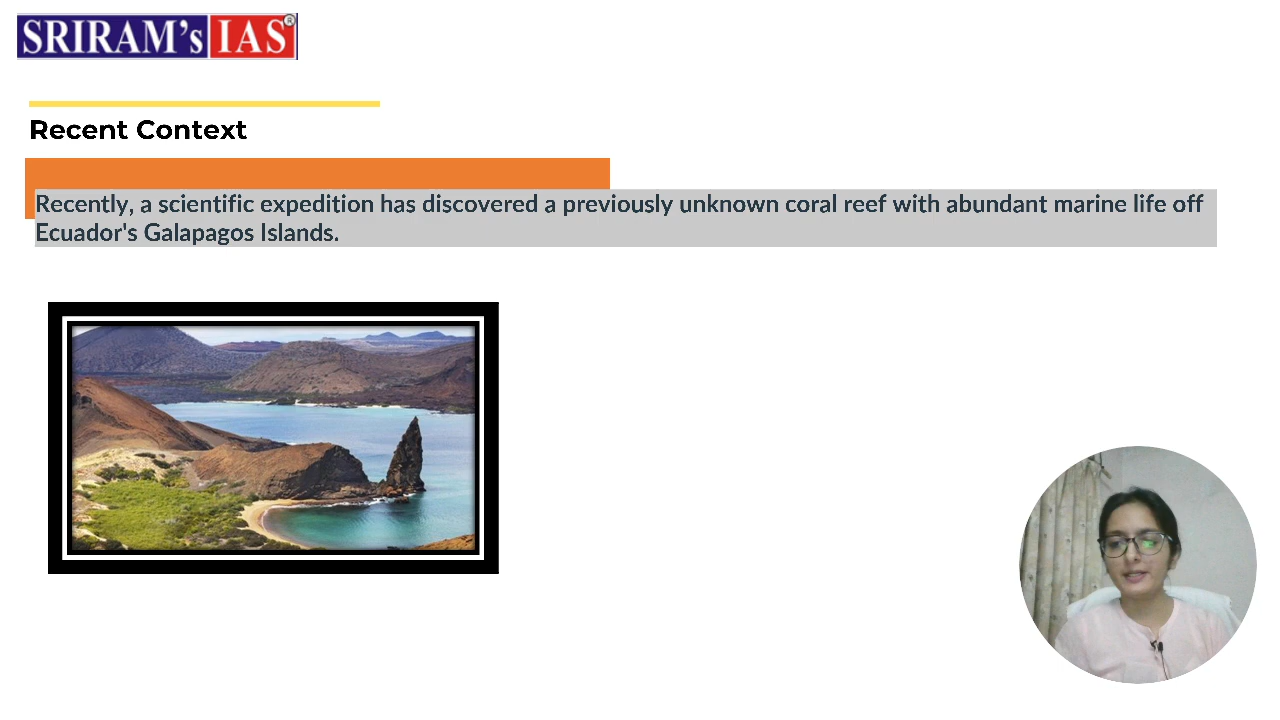 SRIRAM's IAS ®
Recent Context
Recently, a scientific expedition has discovered a previously unknown coral reef with abundant marine life off
Ecuador's Galapagos Islands.